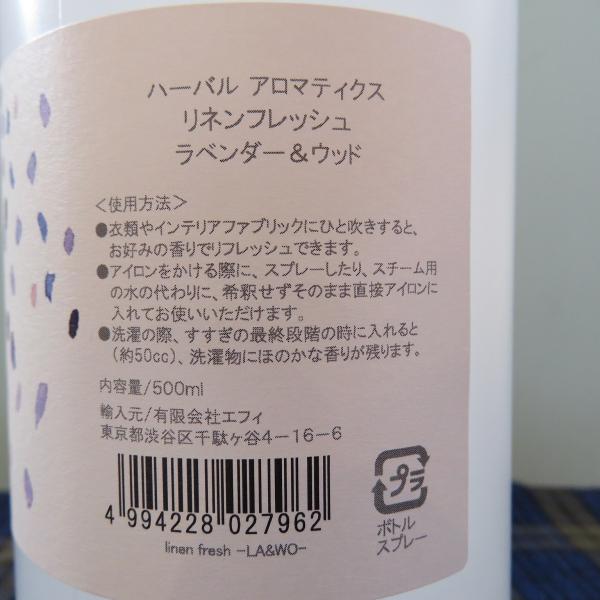 ハーバル アロマティクス
リネンフレッシュ
ラベンダー＆ウッド
＜使用方法＞
●衣類やインテリアファブリックにひと吹きすると、
お好みの香りでリフレッシュできます。
●アイロンをかける際に、スプレーしたり、スチーム用
の水の代わりに、希釈せずそのまま直接アイロンに
入れてお使いいただけます。
●洗濯の際、すすぎの最終段階の時に入れると
（約50cc）、洗濯物にほのかな香りが残ります。
内容量/500ml
輸入元/有限会社エフィ
東京都渋谷区千駄ヶ谷4-16-6
4 994228 027962
linen fresh -LA&WO-
プラ
ボトル
スプレー